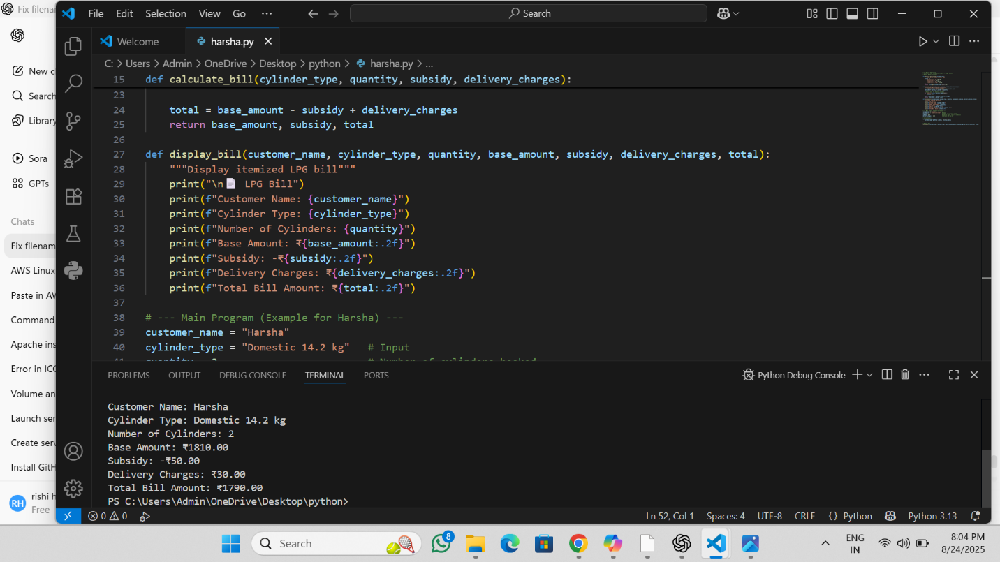 Fix filenam
File Edit Selection View Go ··· Search
New c
Search
Library
Sora
GPTs
Chats
Fix filenam
AWS Linux
Paste in AW
Command
Apache ins
Error in ICO
Volume an
Launch ser
Create serv
Install GitH
RH rishi h
Free
Welcome harsha.py
C: > Users > Admin > OneDrive > Desktop > python > harsha.py > ...
15 def calculate_bill(cylinder_type, quantity, subsidy, delivery_charges):
23
24 total = base_amount - subsidy + delivery_charges
25 return base_amount, subsidy, total
26
27 def display_bill(customer_name, cylinder_type, quantity, base_amount, subsidy, delivery_charges, total):
28 """Display itemized LPG bill"""
29 print("\n📄 LPG Bill")
30 print(f"Customer Name: {customer_name}")
31 print(f"Cylinder Type: {cylinder_type}")
32 print(f"Number of Cylinders: {quantity}")
33 print(f"Base Amount: ₹{base_amount:.2f}")
34 print(f"Subsidy: -₹{subsidy:.2f}")
35 print(f"Delivery Charges: ₹{delivery_charges:.2f}")
36 print(f"Total Bill Amount: ₹{total:.2f}")
37
38 # --- Main Program (Example for Harsha) ---
39 customer_name = "Harsha"
40 cylinder_type = "Domestic 14.2 kg" # Input
PROBLEMS OUTPUT DEBUG CONSOLE TERMINAL PORTS Python Debug Console
Customer Name: Harsha
Cylinder Type: Domestic 14.2 kg
Number of Cylinders: 2
Base Amount: ₹1810.00
Subsidy: -₹50.00
Delivery Charges: ₹30.00
Total Bill Amount: ₹1790.00
PS C:\Users\Admin\OneDrive\Desktop\python>
0 0 Ln 52, Col 1 Spaces: 4 UTF-8 CRLF {} Python Python 3.13
Search 8 ENG
IN
8:04 PM
8/24/2025